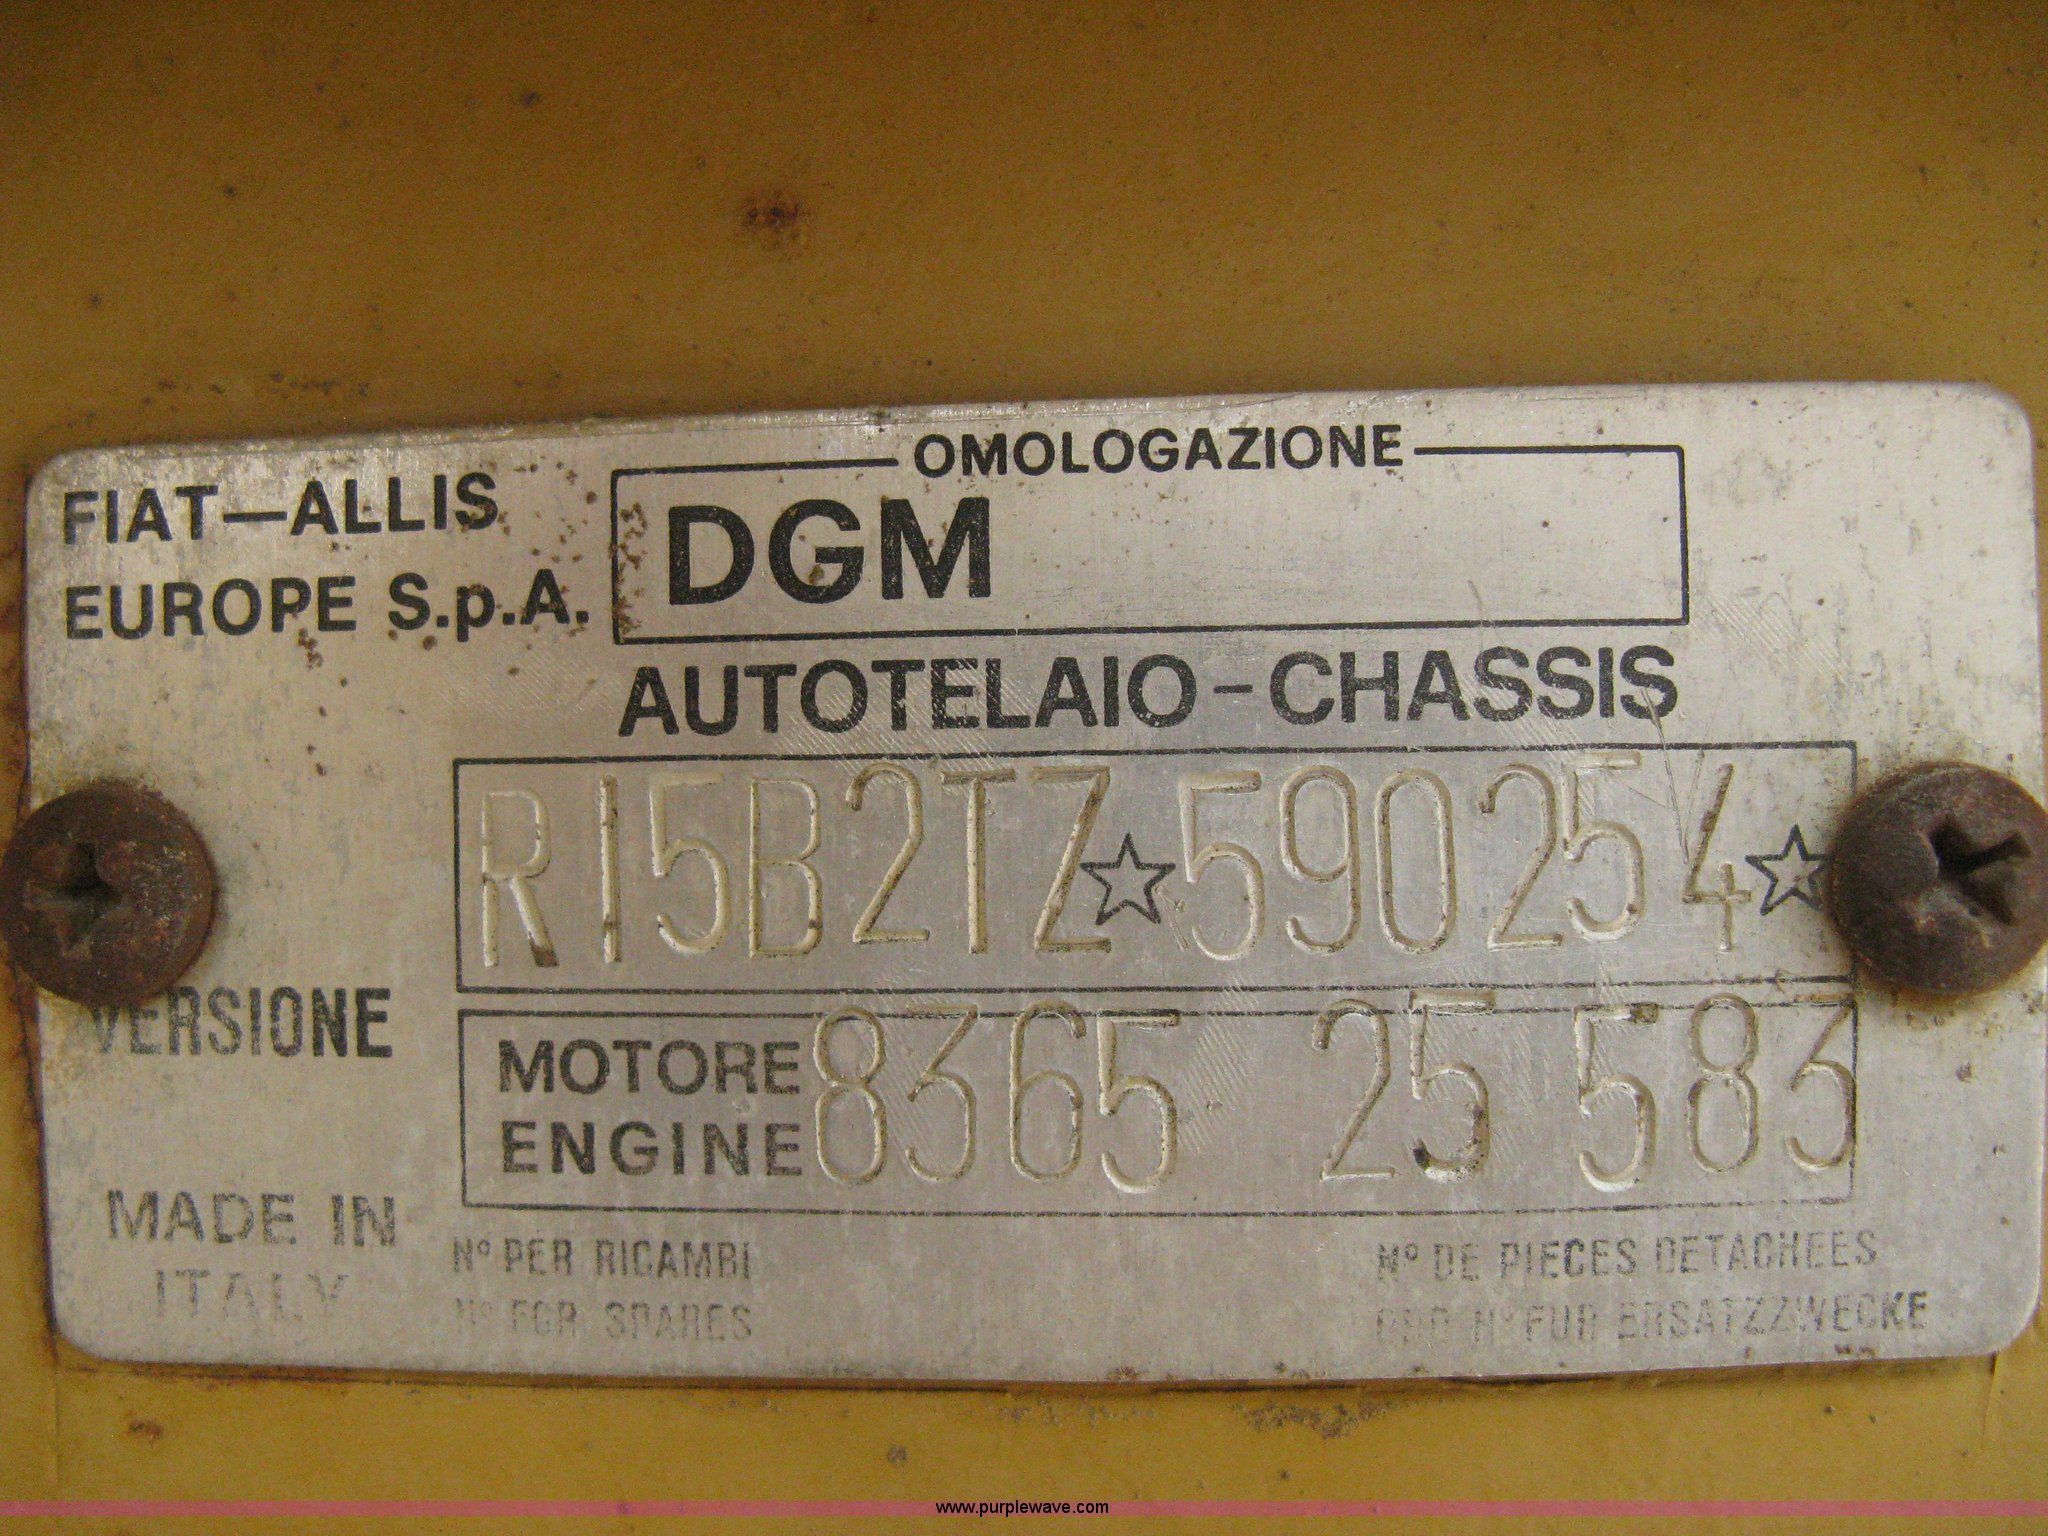 OMOLOGAZIONE
FIAT—ALLIS
DGM
EUROPE S.p.A.
AUTOTELAIO-CHASSIS
R15B2TZ☆590254☆
VERSIONE
MOTORE
ENGINE
8365 25 583
MADE IN
ITALY
Nº PER RICAMBI
Nº FOR SPARES
Nº DE PIECES DETACHEES
ORD Nº FUR ERSATZZWECKE
www.purplewave.com